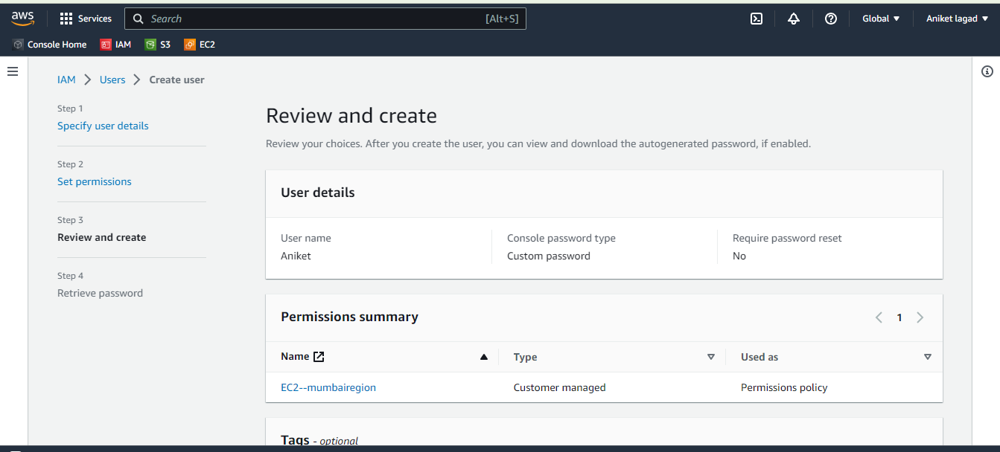 aws Services Search [Alt+S] Global Aniket lagad
Console Home IAM S3 EC2
IAM Users Create user
Step 1
Specify user details
Step 2
Set permissions
Step 3
Review and create
Step 4
Retrieve password
Review and create
Review your choices. After you create the user, you can view and download the autogenerated password, if enabled.
User details
User name Console password type Require password reset
Aniket Custom password No
Permissions summary 1
Name Type Used as
EC2--mumbairegion Customer managed Permissions policy
Tags - optional